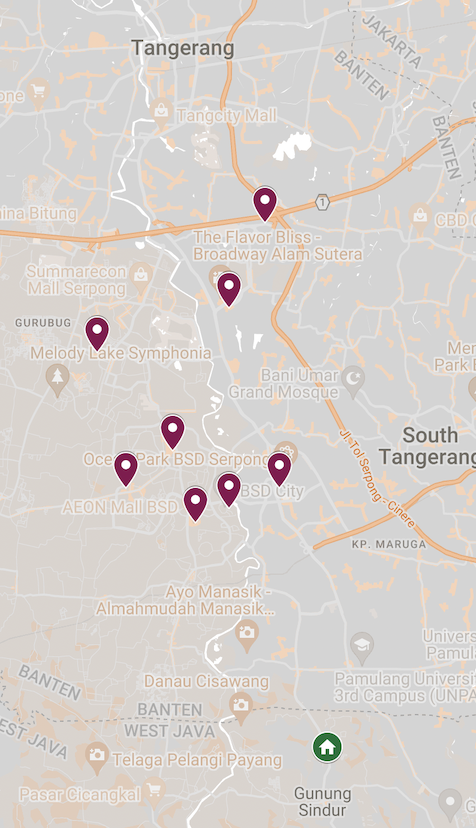 JAKARTA
BANTEN
Tangerang
one
Tangcity Mall
BANTEN
1
hina Bitung
CBD
The Flavor Bliss -
Broadway Alam Sutera
Summarecon
Mall Serpong
GURUBUG
Melody Lake Symphonia
Bani Umar
Grand Mosque
Mer
Park B
South
Tangerang
Jl. Tol Serpong - Cinere
Ocean Park BSD Serpong
BSD City
AEON Mall BSD
KP. MARUGA
Ayo Manasik -
Almahmudah Manasik...
Univers
Pamula
Pamulang Universi
3rd Campus (UNPA
Danau Cisawang
BANTEN
WEST JAVA
BANTEN
WEST JAVA
Telaga Pelangi Payang
Pasar Cicangkal
Gunung
Sindur
G